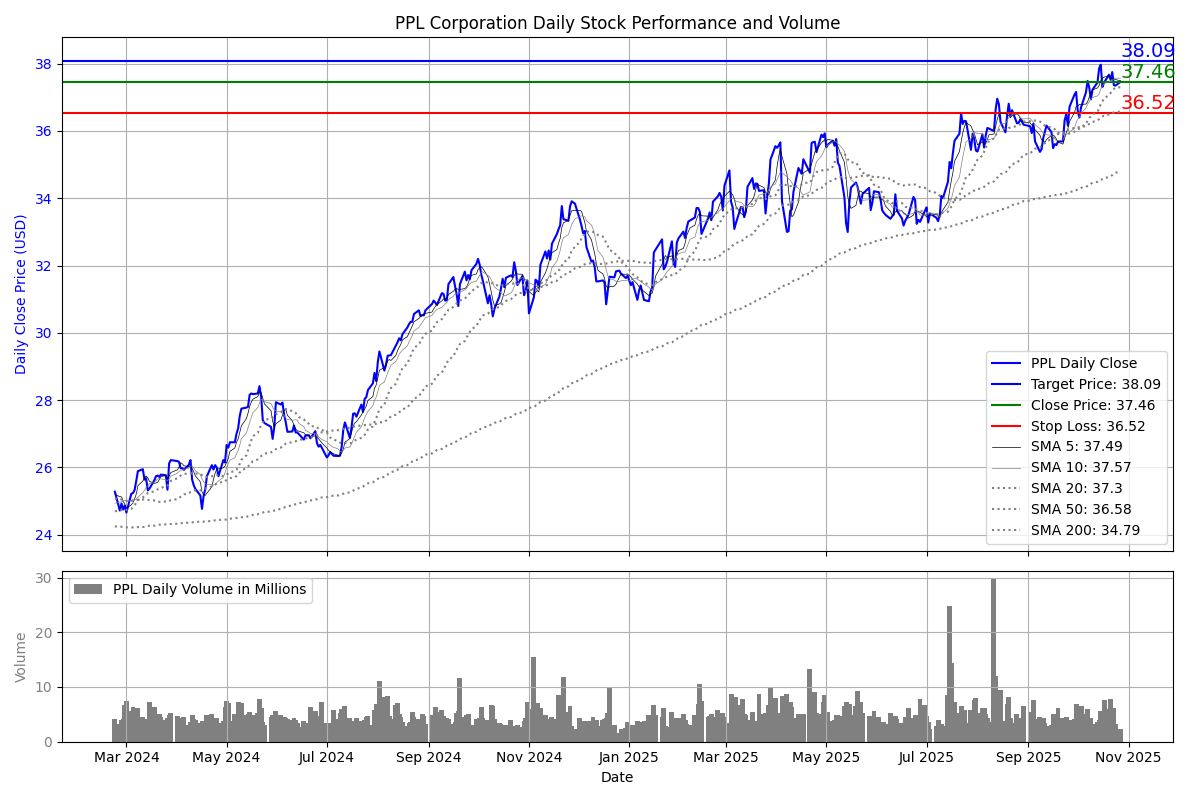 PPL Corporation Daily Stock Performance and Volume
38.09
37.46
36.52
38
36
34
32
30
28
26
24
Daily Close Price (USD)
PPL Daily Close
Target Price: 38.09
Close Price: 37.46
Stop Loss: 36.52
SMA 5: 37.49
SMA 10: 37.57
SMA 20: 37.3
SMA 50: 36.58
SMA 200: 34.79
30
20
10
0
Volume
PPL Daily Volume in Millions
Mar 2024 May 2024 Jul 2024 Sep 2024 Nov 2024 Jan 2025 Mar 2025 May 2025 Jul 2025 Sep 2025 Nov 2025
Date